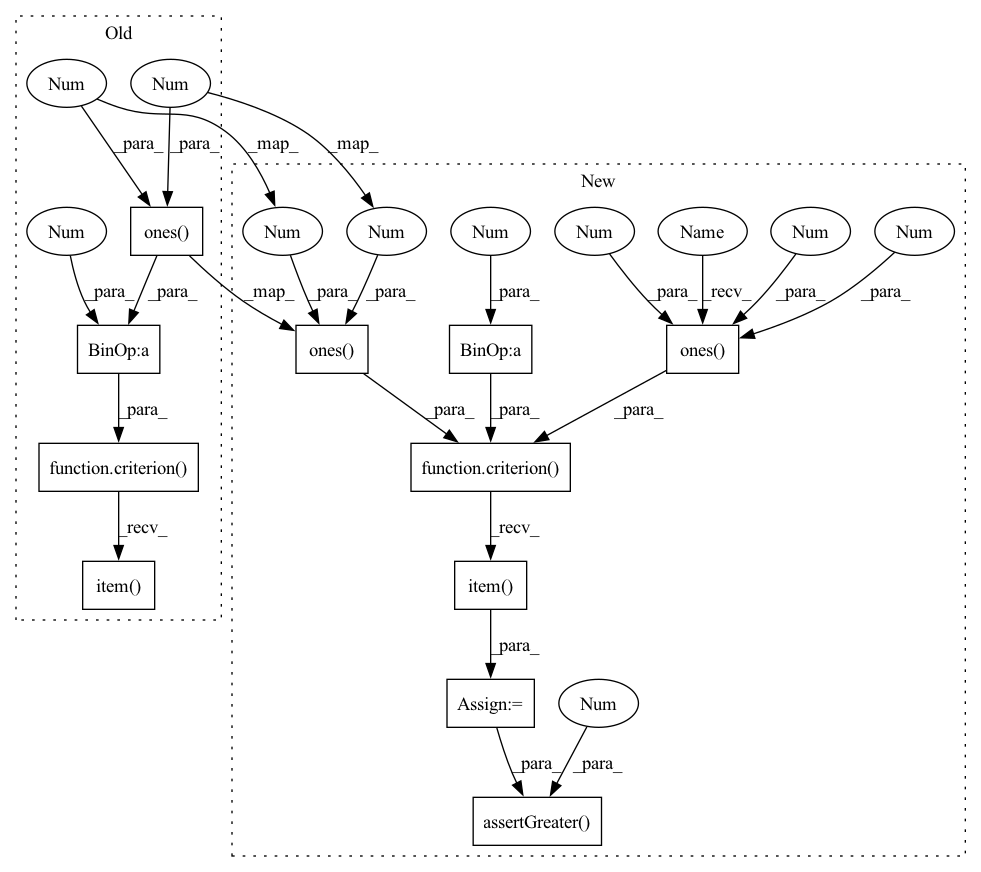 Old
Num
Num
_para_
_para_
_map_
_map_
New
Num
ones()
Num
Num
Num
Num
Name
Num
Num
_para_
_para_
_map_
_para_
_para_
_para_
_para_
_recv_
_para_
_para_
BinOp:a
ones()
BinOp:a
ones()
_para_
_para_
_para_
_para_
function.criterion()
function.criterion()
_recv_
_recv_
item()
item()
_para_
Assign:=
Num
_para_
_para_
assertGreater()